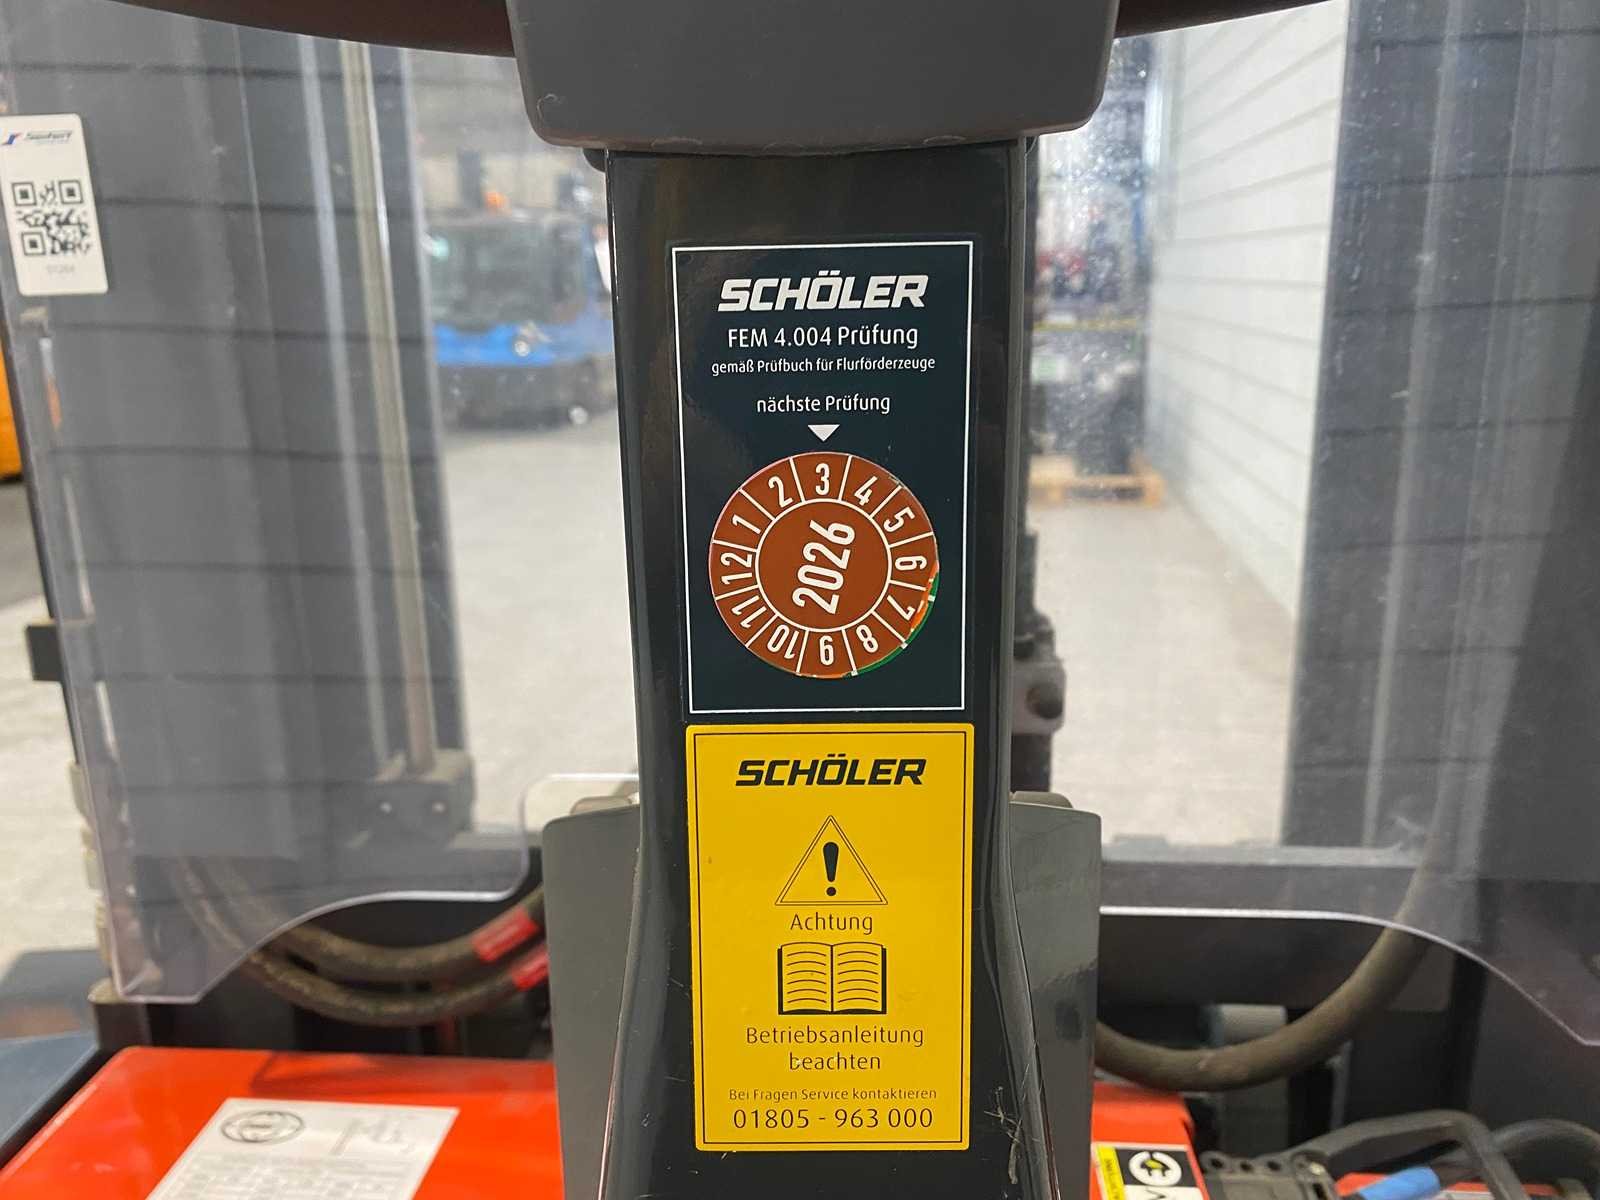 SCHÖLER
FEM 4.004 Prüfung
gemäß Prüfbuch für Flurförderzeuge
nächste Prüfung
1 2 3 4 5 6 7 8 9 10 11 12
2026
SCHÖLER
Achtung
Betriebsanleitung
beachten
Bei Fragen Service kontaktieren
01805 - 963 000